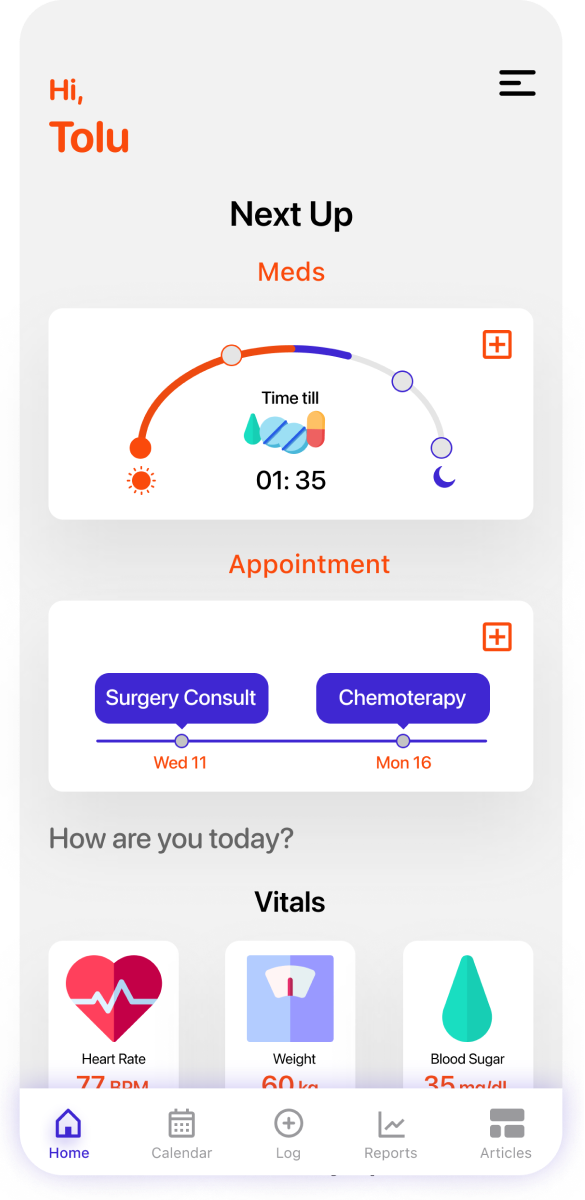 Hi,
Tolu
Next Up
Meds
Time till
01: 35
Appointment
Surgery Consult
Chemoterapy
Wed 11
Mon 16
How are you today?
Vitals
Heart Rate
Weight
Blood Sugar
77 BPM
60 kg
35 mg/dl
Home
Calendar
Log
Reports
Articles